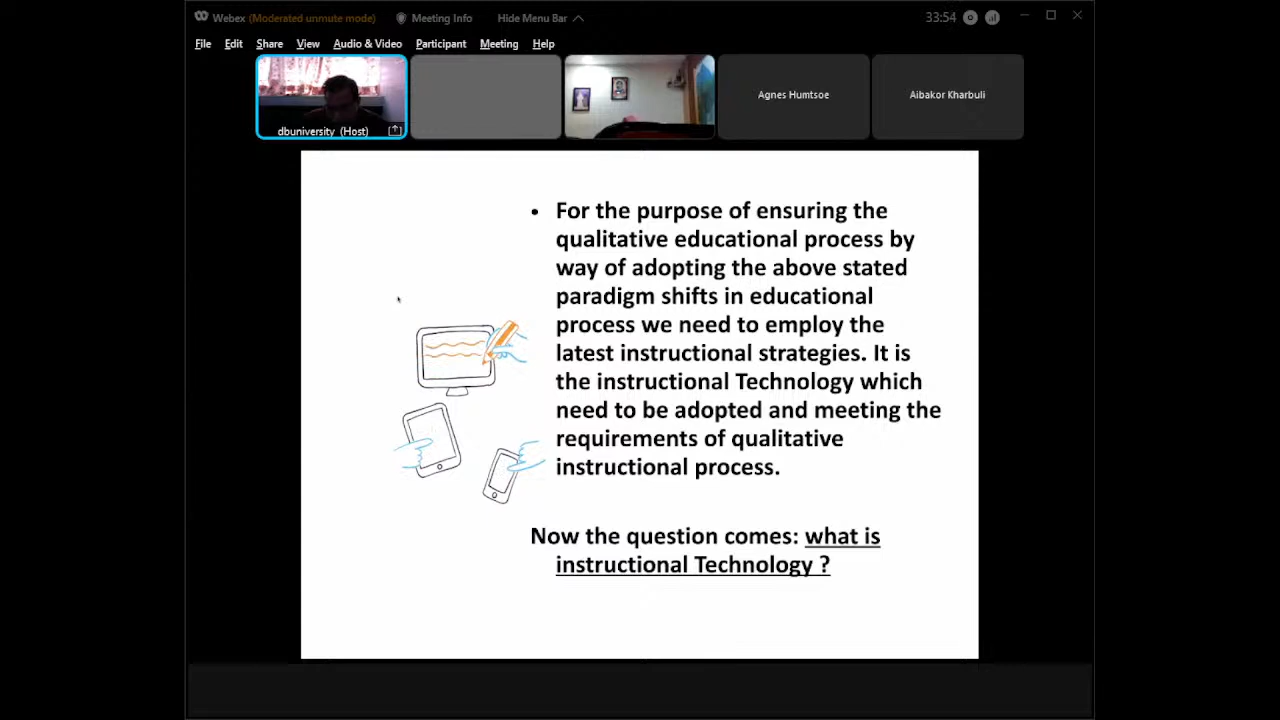 Webex (Moderated unmute mode) Meeting Info Hide Menu Bar 33:54
File Edit Share View Audio & Video Participant Meeting Help
dbuniversity (Host)
Agnes Humtsoe
Aibakor Kharbuli
• For the purpose of ensuring the
qualitative educational process by
way of adopting the above stated
paradigm shifts in educational
process we need to employ the
latest instructional strategies. It is
the instructional Technology which
need to be adopted and meeting the
requirements of qualitative
instructional process.
Now the question comes: what is
instructional Technology ?